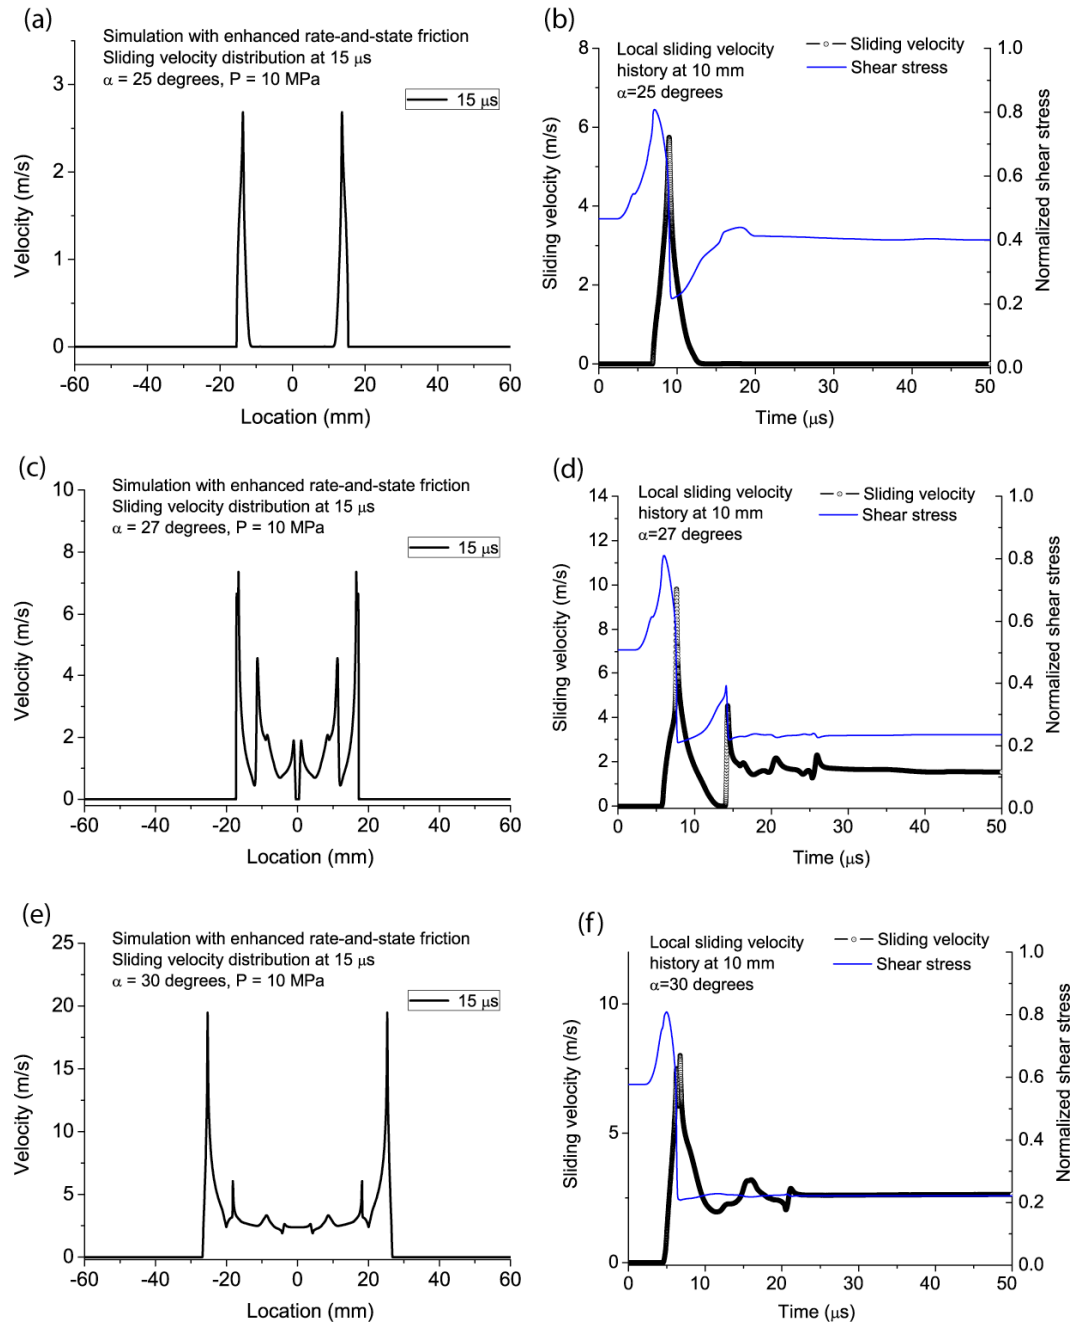 (a)
Simulation with enhanced rate-and-state friction
Sliding velocity distribution at 15 μs
α = 25 degrees, P = 10 MPa
15 μs
3
2
1
0
Velocity (m/s)
-60 -40 -20 0 20 40 60
Location (mm)
(b)
Local sliding velocity
history at 10 mm
α=25 degrees
Sliding velocity
Shear stress
8
6
4
2
0
Sliding velocity (m/s)
1.0
0.8
0.6
0.4
0.2
0.0
Normalized shear stress
0 10 20 30 40 50
Time (μs)
(c)
Simulation with enhanced rate-and-state friction
Sliding velocity distribution at 15 μs
α = 27 degrees, P = 10 MPa
15 μs
10
8
6
4
2
0
Velocity (m/s)
-60 -40 -20 0 20 40 60
Location (mm)
(d)
Local sliding velocity
history at 10 mm
α=27 degrees
Sliding velocity
Shear stress
14
12
10
8
6
4
2
0
Sliding velocity (m/s)
1.0
0.8
0.6
0.4
0.2
0.0
Normalized shear stress
0 10 20 30 40 50
Time (μs)
(e)
Simulation with enhanced rate-and-state friction
Sliding velocity distribution at 15 μs
α = 30 degrees, P = 10 MPa
15 μs
25
20
15
10
5
0
Velocity (m/s)
-60 -40 -20 0 20 40 60
Location (mm)
(f)
Local sliding velocity
history at 10 mm
α=30 degrees
Sliding velocity
Shear stress
10
5
0
Sliding velocity (m/s)
1.0
0.8
0.6
0.4
0.2
0.0
Normalized shear stress
0 10 20 30 40 50
Time (μs)